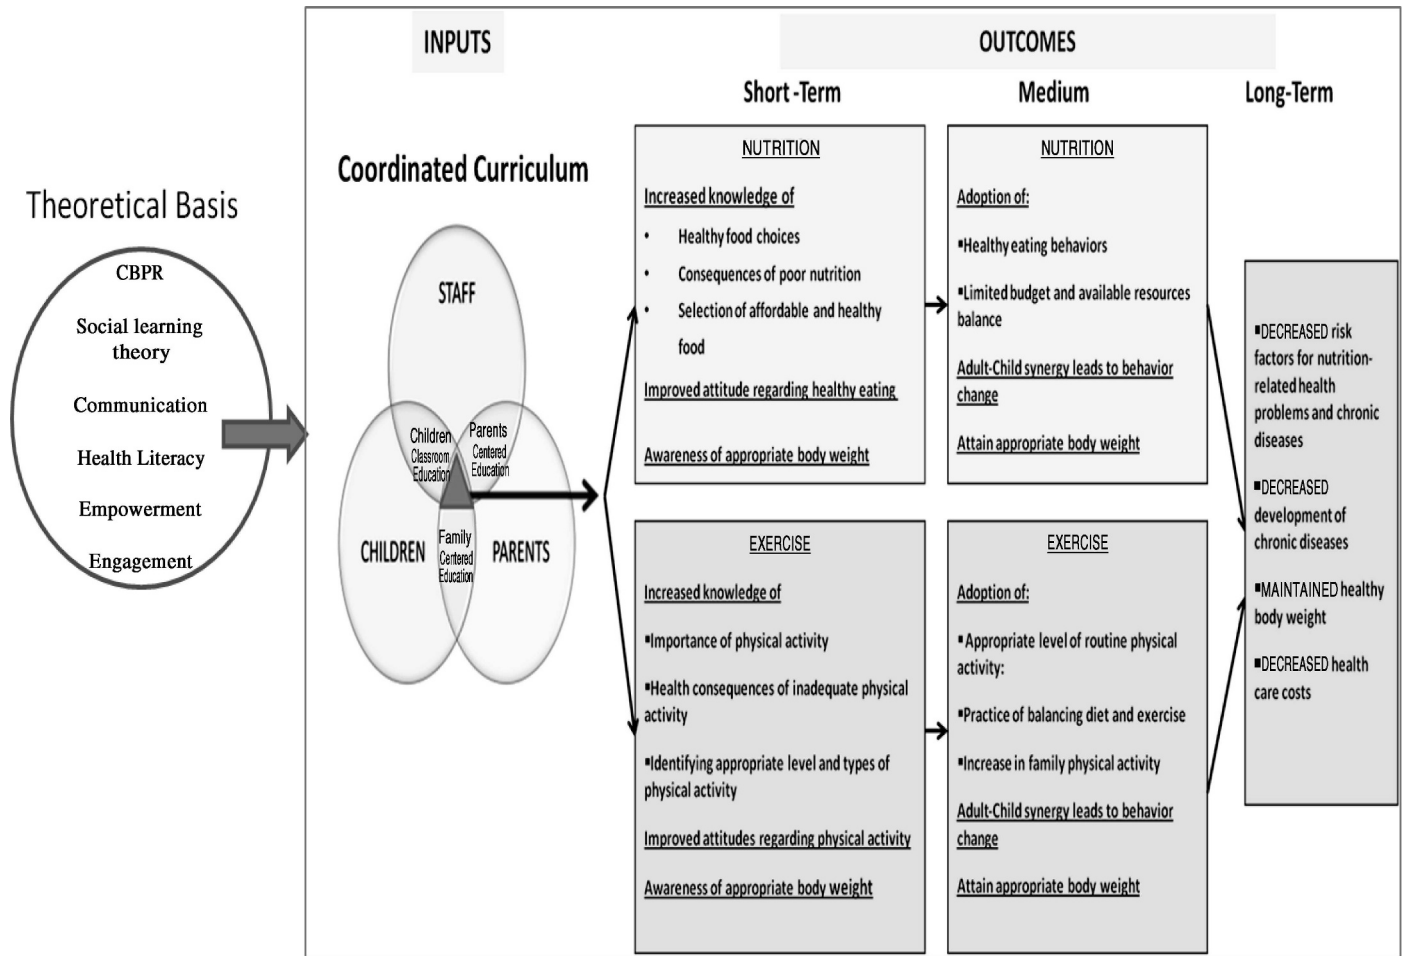 Theoretical Basis
CBPR
Social learning
theory
Communication
Health Literacy
Empowerment
Engagement
INPUTS
Coordinated Curriculum
STAFF
Children
Classroom
Education
Parents
Centered
Education
CHILDREN
Family
Centered
Education
PARENTS
OUTCOMES
Short -Term
Medium
Long-Term
NUTRITION
Increased knowledge of
• Healthy food choices
• Consequences of poor nutrition
• Selection of affordable and healthy
food
Improved attitude regarding healthy eating
Awareness of appropriate body weight
NUTRITION
Adoption of:
▪Healthy eating behaviors
▪Limited budget and available resources
balance
Adult-Child synergy leads to behavior
change
Attain appropriate body weight
EXERCISE
Increased knowledge of
▪Importance of physical activity
▪Health consequences of inadequate physical
activity
▪Identifying appropriate level and types of
physical activity
Improved attitudes regarding physical activity
Awareness of appropriate body weight
EXERCISE
Adoption of:
▪Appropriate level of routine physical
activity:
▪Practice of balancing diet and exercise
▪Increase in family physical activity
Adult-Child synergy leads to behavior
change
Attain appropriate body weight
▪DECREASED risk
factors for nutrition-
related health
problems and chronic
diseases
▪DECREASED
development of
chronic diseases
▪MAINTAINED healthy
body weight
▪DECREASED health
care costs